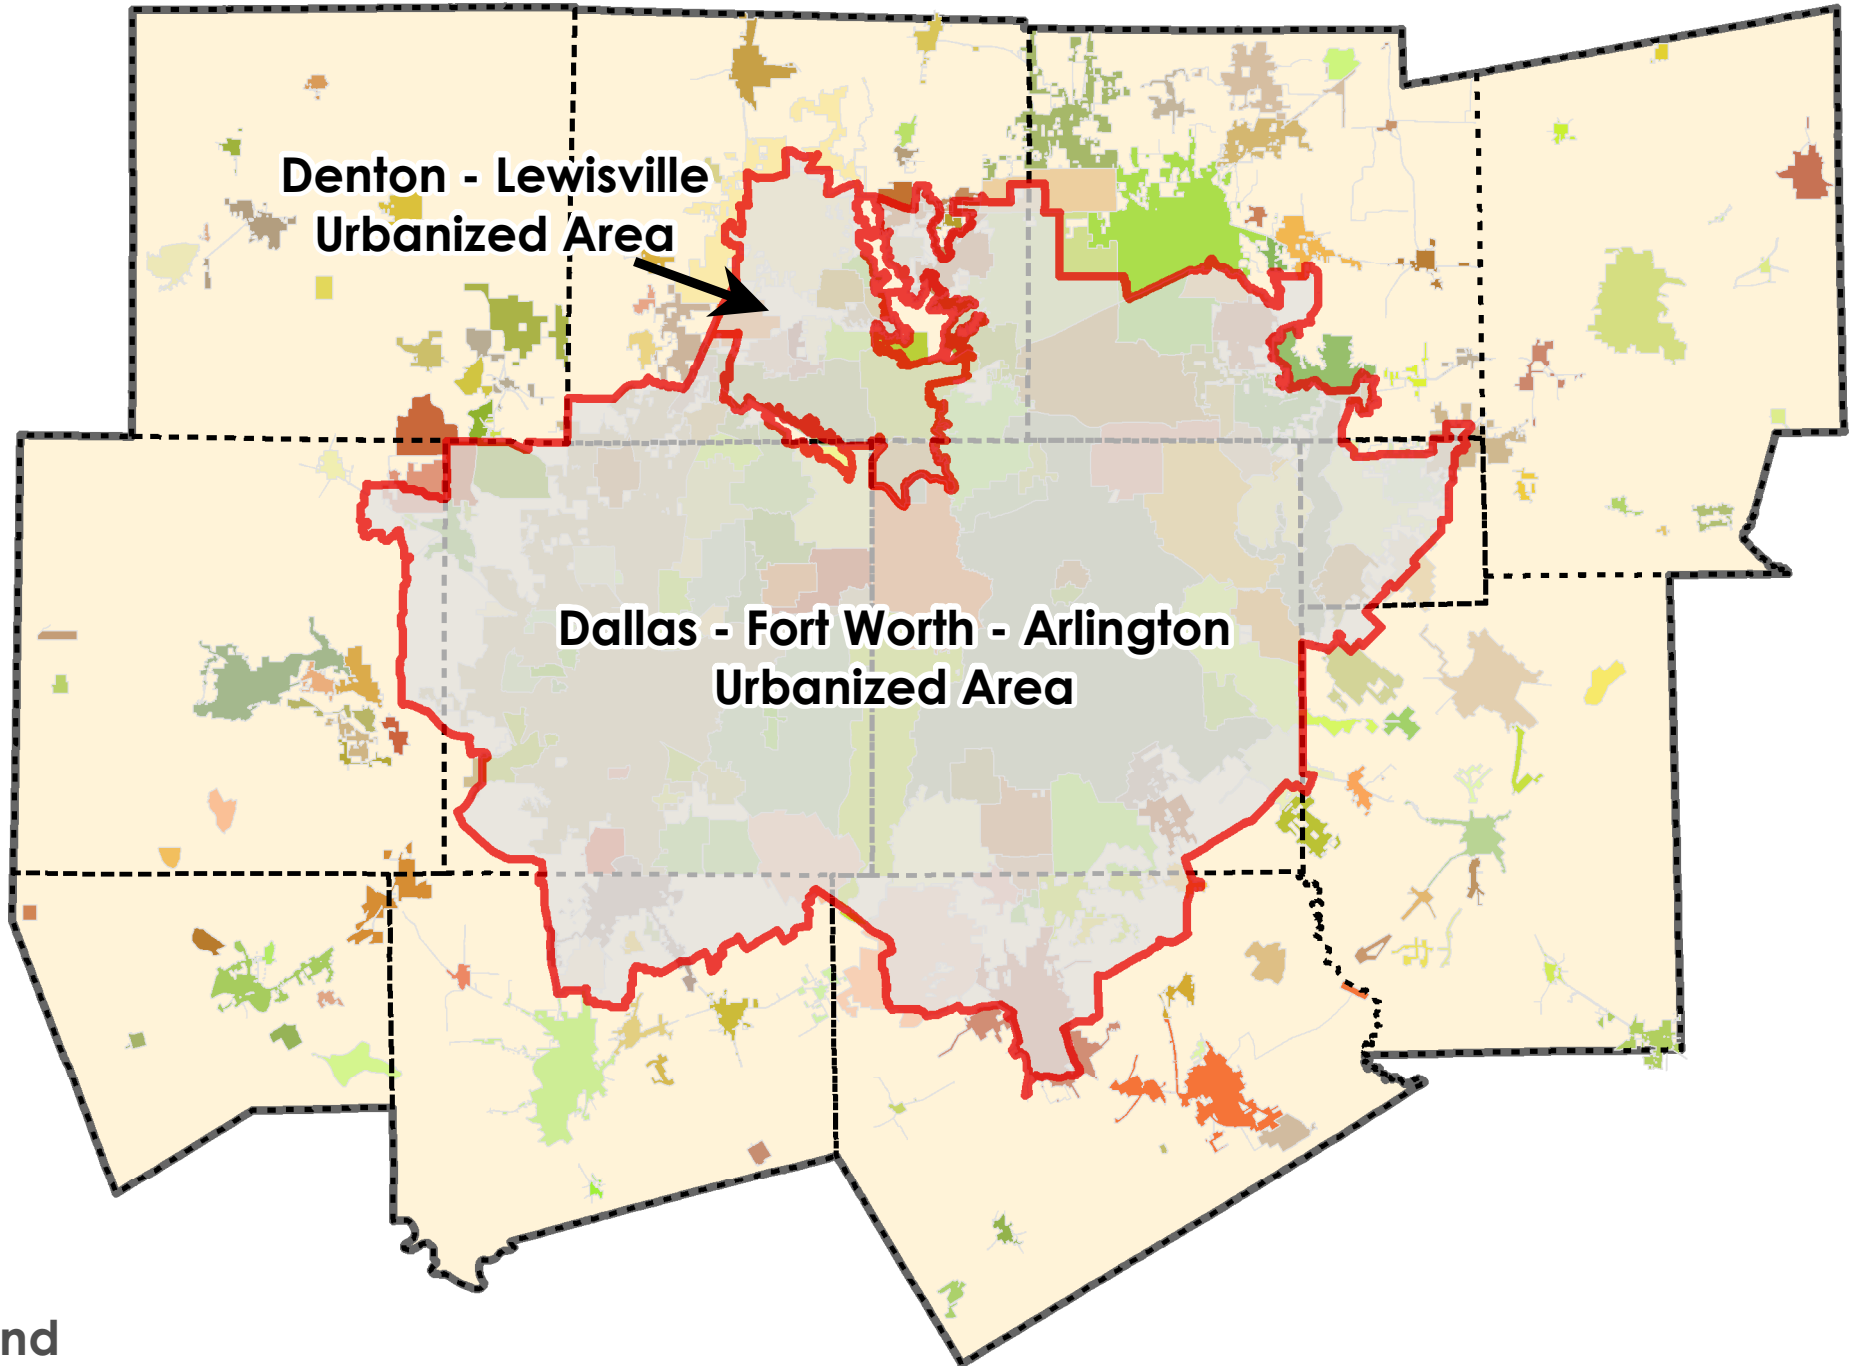 Denton - Lewisville
Urbanized Area
Dallas - Fort Worth - Arlington
Urbanized Area
nd